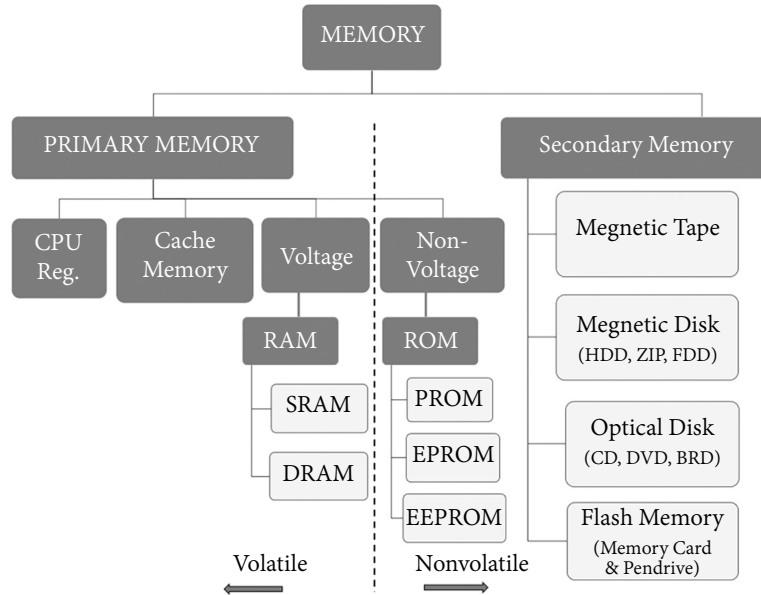 MEMORY
PRIMARY MEMORY
Secondary Memory
CPU
Reg.
Cache
Memory
Voltage
Non-
Voltage
RAM
SRAM
DRAM
ROM
PROM
EPROM
EEPROM
Megnetic Tape
Megnetic Disk
(HDD, ZIP, FDD)
Optical Disk
(CD, DVD, BRD)
Flash Memory
(Memory Card
& Pendrive)
Volatile
Nonvolatile